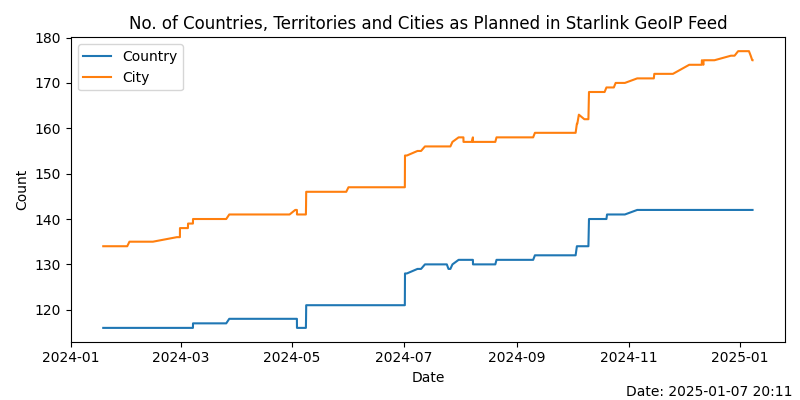 No. of Countries, Territories and Cities as Planned in Starlink GeoIP Feed
Country
City
180
170
160
150
140
130
120
Count
2024-01
2024-03
2024-05
2024-07
2024-09
2024-11
2025-01
Date
Date: 2025-01-07 20:11